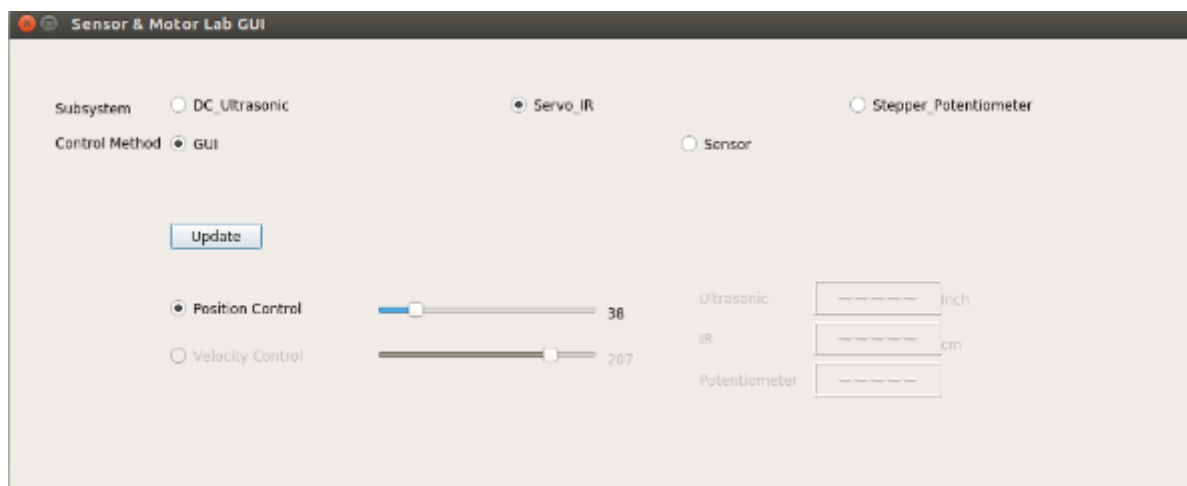 Sensor & Motor Lab GUI
Subsystem DC_Ultrasonic Servo_IR Stepper_Potentiometer
Control Method GUI Sensor
Update
Position Control 38
Velocity Control 207
Ultrasonic ----- Inch
IR ----- cm
Potentiometer -----